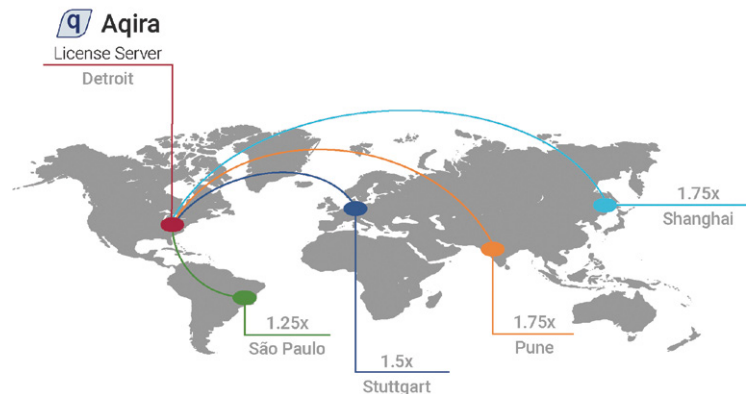 q Aqira
License Server
Detroit
1.75x
Shanghai
1.25x
São Paulo
1.75x
Pune
1.5x
Stuttgart